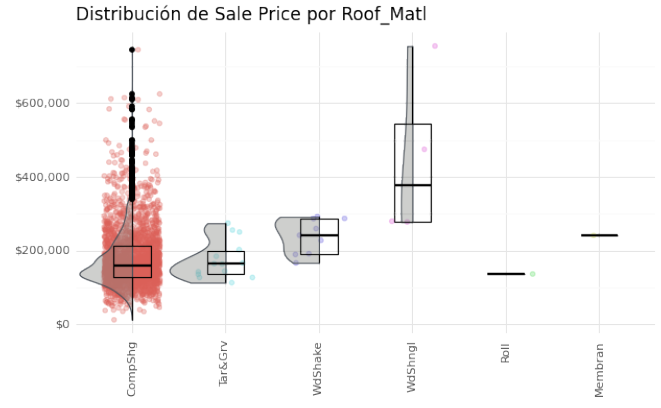 Distribución de Sale Price por Roof_Matl
$600,000
$400,000
$200,000
$0
CompShg
Tar&Grv
WdShake
WdShngl
Roll
Membran